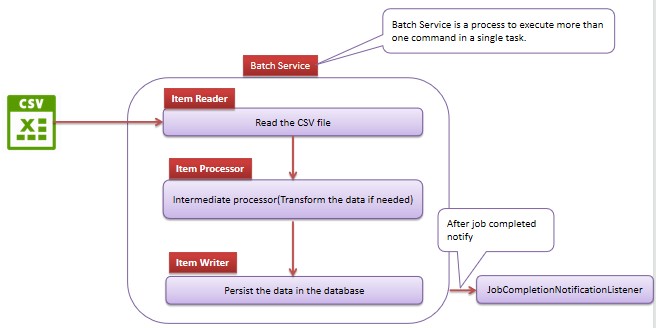 Batch Service is a process to execute more than
one command in a single task.
Batch Service
CSV
X
Item Reader
Read the CSV file
Item Processor
Intermediate processor(Transform the data if needed)
After job completed
notify
Item Writer
Persist the data in the database
JobCompletionNotificationListener